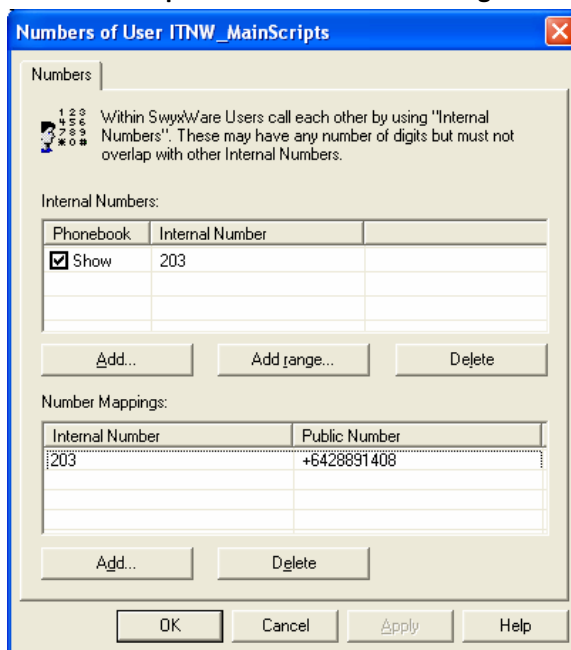 Numbers of User ITNW_MainScripts
Numbers
Within SwyxWare Users call each other by using "Internal
Numbers". These may have any number of digits but must not
overlap with other Internal Numbers.
Internal Numbers:
Phonebook Internal Number
Show 203
Add... Add range... Delete
Number Mappings:
Internal Number Public Number
203 +6428891408
Add... Delete
OK Cancel Apply Help